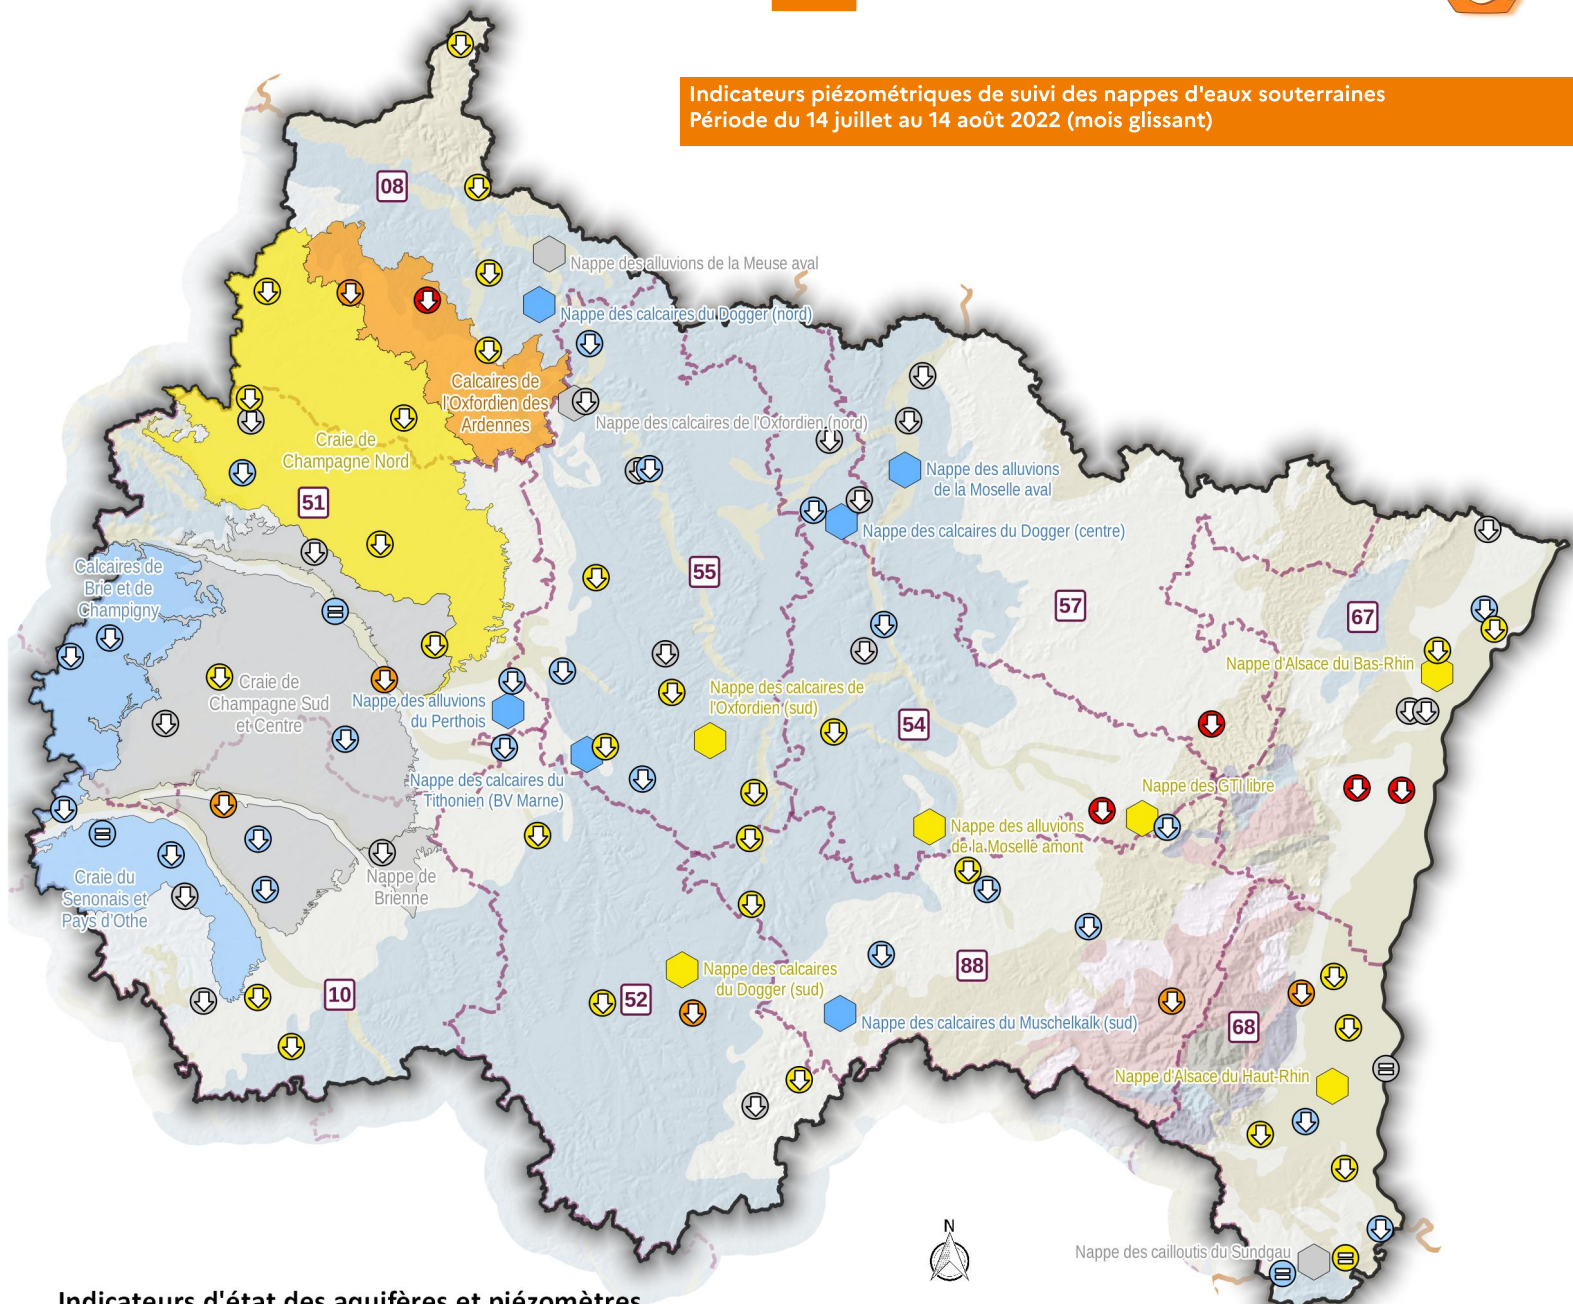 Indicateurs piézométriques de suivi des nappes d'eaux souterraines
Période du 14 juillet au 14 août 2022 (mois glissant)
08
Nappe des alluvions de la Meuse aval
Nappe des calcaires du Dogger (nord)
Calcaires de
l'Oxfordien des
Ardennes
Nappe des calcaires de l'Oxfordien (nord)
Craie de
Champagne Nord
51
Nappe des alluvions
de la Moselle aval
Nappe des calcaires du Dogger (centre)
Calcaires de
Brie et de
Champigny
55
57
67
Nappe d'Alsace du Bas-Rhin
Craie de
Champagne Sud
et Centre
Nappe des alluvions
du Perthois
Nappe des calcaires de
l'Oxfordien (sud)
54
Nappe des calcaires du
Tithonien (BV Marne)
Nappe des GTI libre
Nappe des alluvions
de la Moselle amont
Craie du
Senonais et
Pays d'Othe
Nappe de
Brienne
10
52
Nappe des calcaires
du Dogger (sud)
88
Nappe des calcaires du Muschelkalk (sud)
68
Nappe d'Alsace du Haut-Rhin
N
Nappe des cailloutis du Sundgau
Indicateurs d'état des aquifères et piézomètres